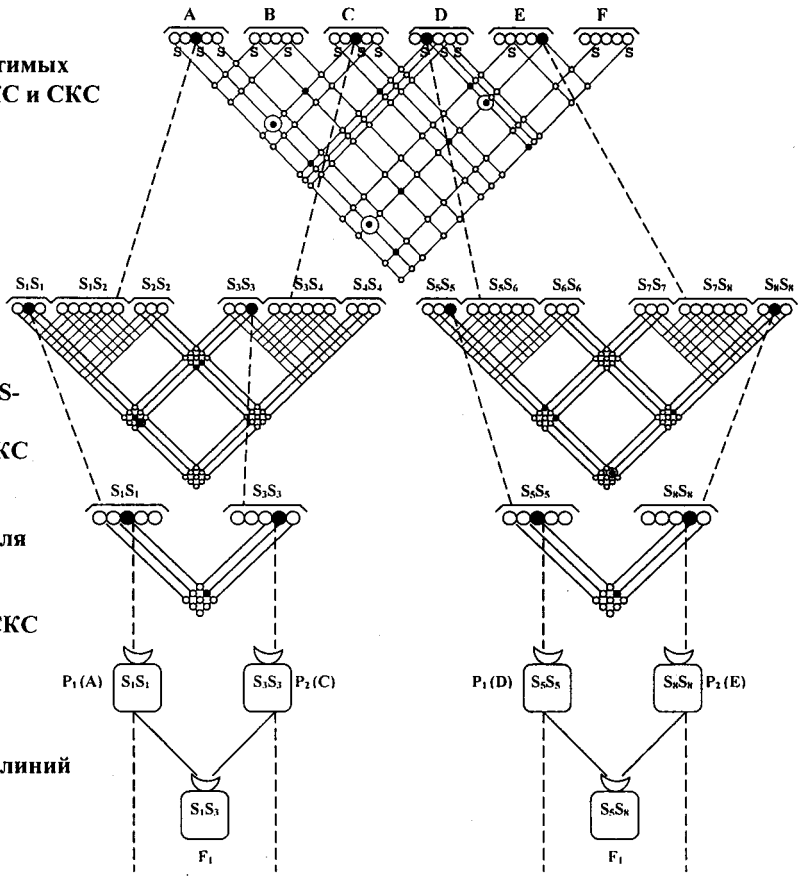 A B C D E F
S S S S S S S S S S S S S
тимых
КС и СКС
S₁S₁ S₁S₂ S₂S₂ S₃S₃ S₃S₄ S₄S₄ S₅S₅ S₅S₆ S₆S₆ S₇S₇ S₇S₈ S₈S₈
S-
КС
S₁S₁ S₃S₃ S₅S₅ S₈S₈
ля
СКС
P₁(A) S₁S₁ S₃S₃ P₂(C) P₁(D) S₅S₅ S₈S₈ P₂(E)
линий
S₁S₃ S₅S₈
F₁ F₁